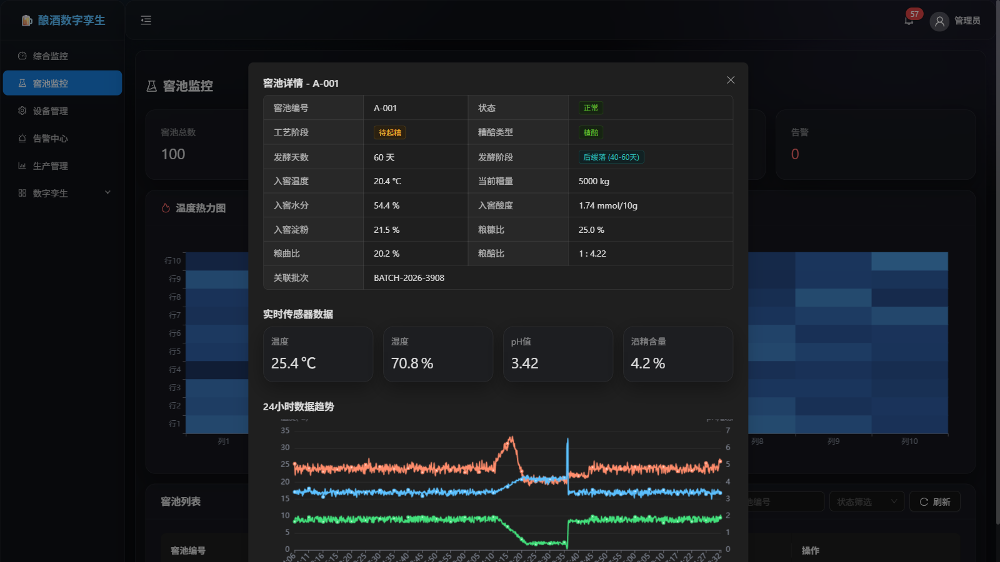 酿酒数字孪生
57
管理员
综合监控
窖池监控
设备管理
告警中心
生产管理
数字孪生
窖池监控
窖池总数
100
告警
0
温度热力图
行10
行9
行8
行7
行6
行5
行4
行3
行2
行1
列1
列8
列9
列10
窖池列表
池编号
状态筛选
刷新
窖池编号
操作
窖池详情 - A-001
窖池编号 A-001 状态 正常
工艺阶段 待起糟 糟醅类型 楂醅
发酵天数 60 天 发酵阶段 后缓落 (40-60天)
入窖温度 20.4 °C 当前糟量 5000 kg
入窖水分 54.4 % 入窖酸度 1.74 mmol/10g
入窖淀粉 21.5 % 粮糠比 25.0 %
粮曲比 20.2 % 粮醅比 1 : 4.22
关联批次 BATCH-2026-3908
实时传感器数据
温度
25.4 °C
湿度
70.8 %
pH值
3.42
酒精含量
4.2 %
24小时数据趋势
35
30
25
20
15
10
5
0
7
6
5
4
3
2
1
0